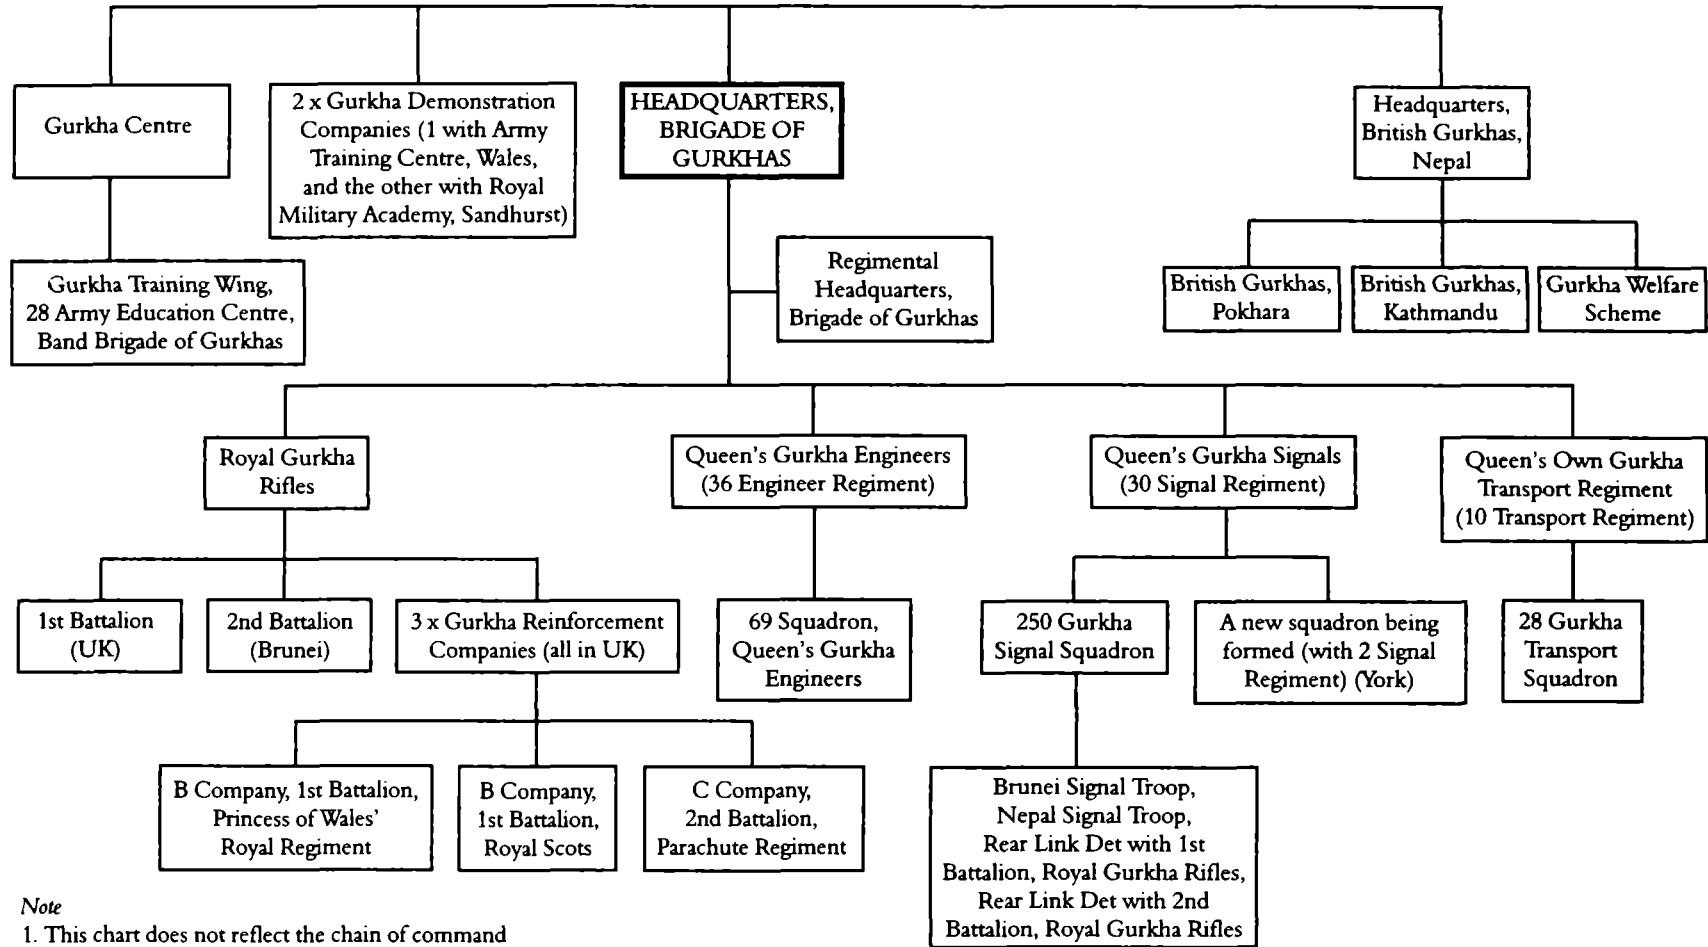 Gurkha Centre
2 x Gurkha Demonstration
Companies (1 with Army
Training Centre, Wales,
and the other with Royal
Military Academy, Sandhurst)
HEADQUARTERS,
BRIGADE OF
GURKHAS
Headquarters,
British Gurkhas,
Nepal
Gurkha Training Wing,
28 Army Education Centre,
Band Brigade of Gurkhas
Regimental
Headquarters,
Brigade of Gurkhas
British Gurkhas,
Pokhara
British Gurkhas,
Kathmandu
Gurkha Welfare
Scheme
Royal Gurkha
Rifles
Queen's Gurkha Engineers
(36 Engineer Regiment)
Queen's Gurkha Signals
(30 Signal Regiment)
Queen's Own Gurkha
Transport Regiment
(10 Transport Regiment)
1st Battalion
(UK)
2nd Battalion
(Brunei)
3 x Gurkha Reinforcement
Companies (all in UK)
69 Squadron,
Queen's Gurkha
Engineers
250 Gurkha
Signal Squadron
A new squadron being
formed (with 2 Signal
Regiment) (York)
28 Gurkha
Transport
Squadron
B Company, 1st Battalion,
Princess of Wales'
Royal Regiment
B Company,
1st Battalion,
Royal Scots
C Company,
2nd Battalion,
Parachute Regiment
Brunei Signal Troop,
Nepal Signal Troop,
Rear Link Det with 1st
Battalion, Royal Gurkha Rifles,
Rear Link Det with 2nd
Battalion, Royal Gurkha Rifles
Note
1. This chart does not reflect the chain of command